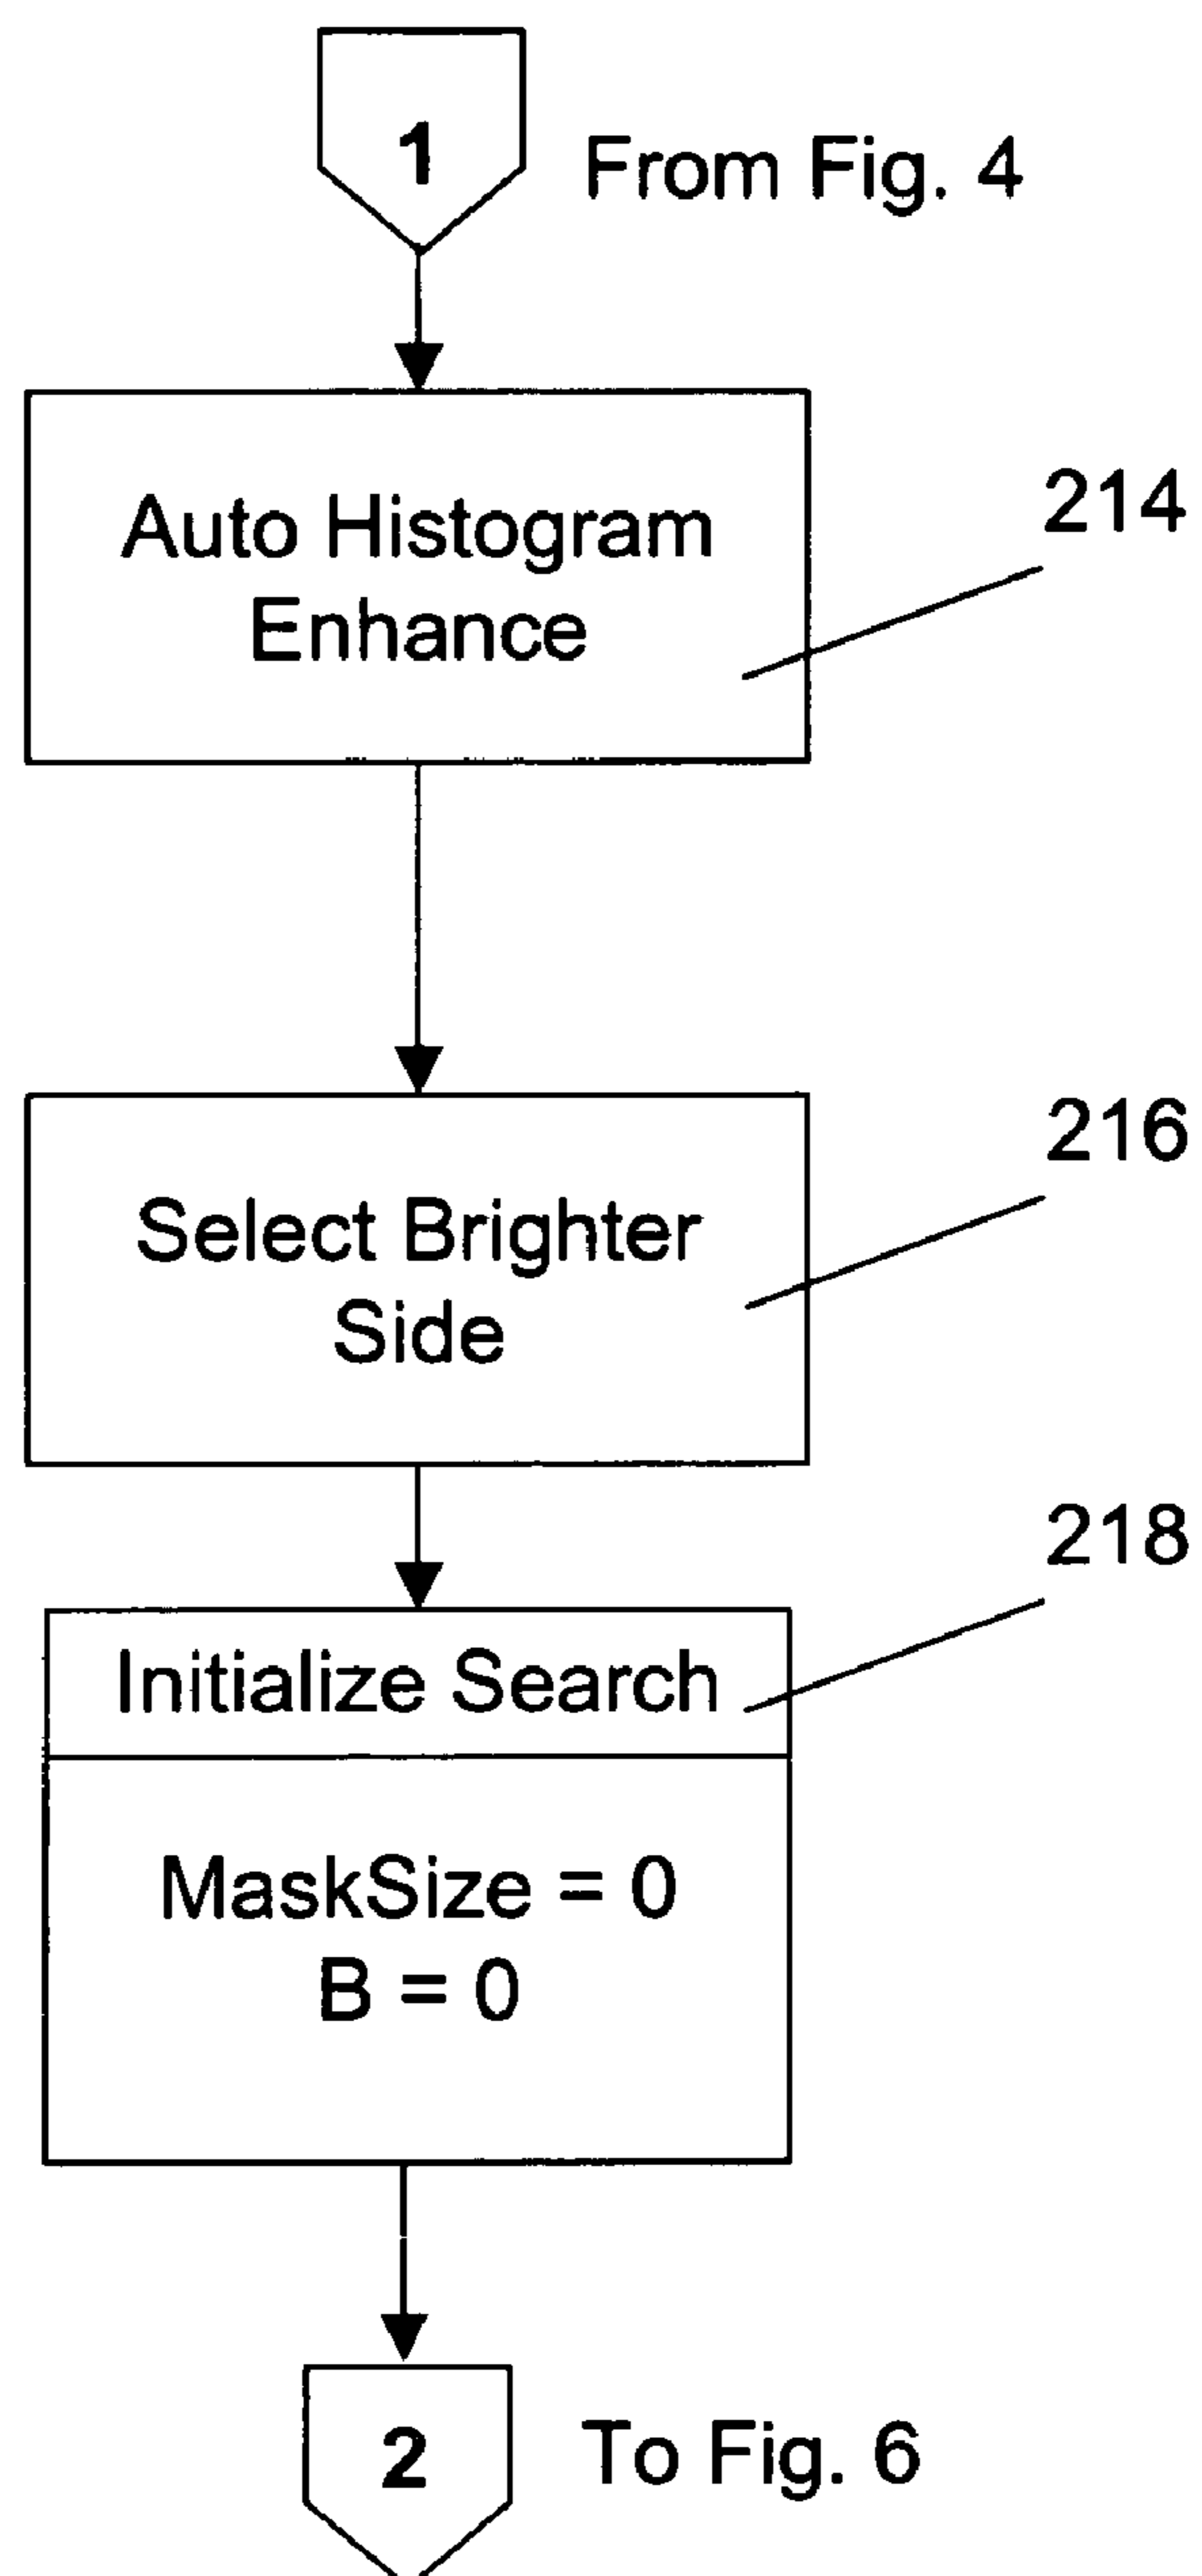 1
From Fig. 4
Auto Histogram
Enhance
214
Select Brighter
Side
216
Initialize Search
218
MaskSize = 0
B = 0
2
To Fig. 6